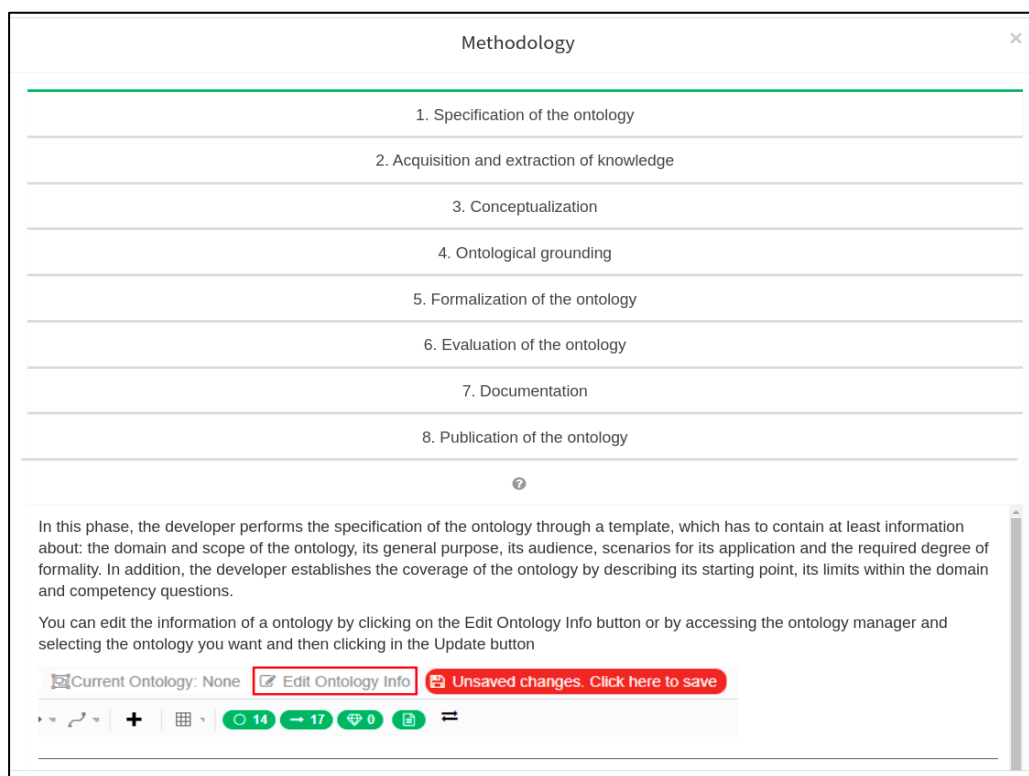 Methodology
×
1. Specification of the ontology
2. Acquisition and extraction of knowledge
3. Conceptualization
4. Ontological grounding
5. Formalization of the ontology
6. Evaluation of the ontology
7. Documentation
8. Publication of the ontology
In this phase, the developer performs the specification of the ontology through a template, which has to contain at least information
about: the domain and scope of the ontology, its general purpose, its audience, scenarios for its application and the required degree of
formality. In addition, the developer establishes the coverage of the ontology by describing its starting point, its limits within the domain
and competency questions.
You can edit the information of a ontology by clicking on the Edit Ontology Info button or by accessing the ontology manager and
selecting the ontology you want and then clicking in the Update button
Current Ontology: None Edit Ontology Info Unsaved changes. Click here to save
14 17 0